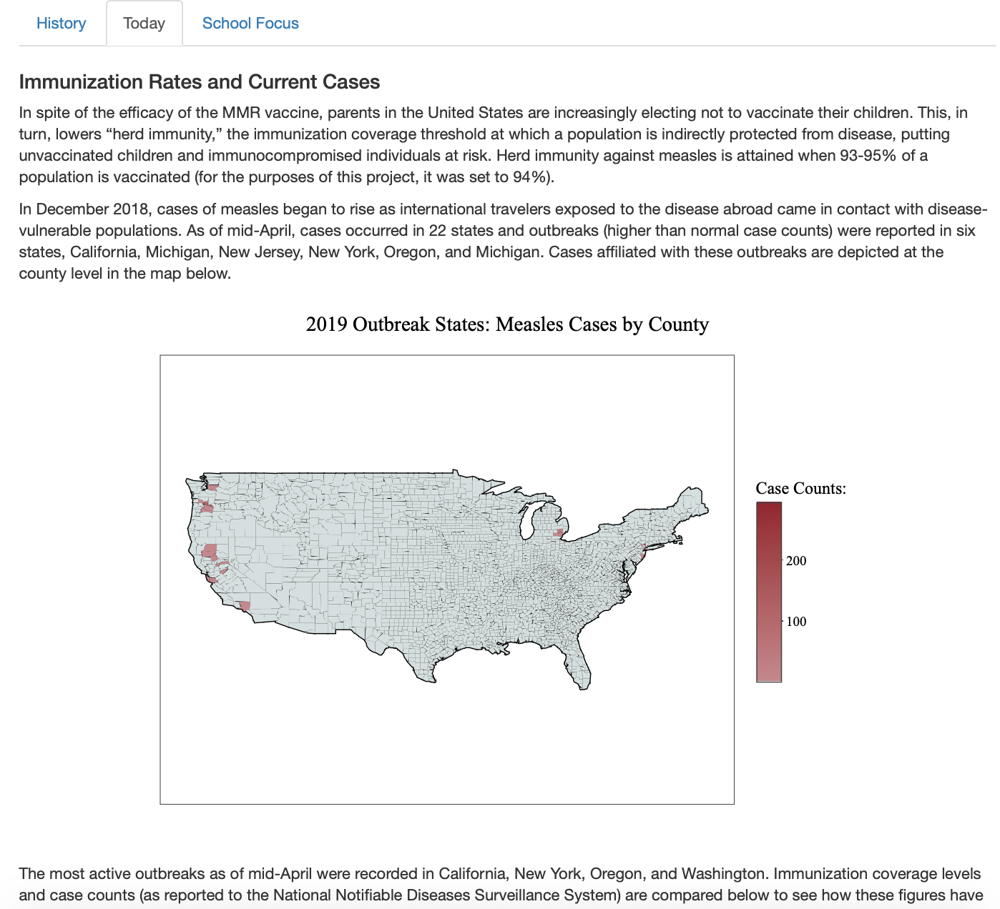 History Today School Focus
Immunization Rates and Current Cases
In spite of the efficacy of the MMR vaccine, parents in the United States are increasingly electing not to vaccinate their children. This, in
turn, lowers “herd immunity,” the immunization coverage threshold at which a population is indirectly protected from disease, putting
unvaccinated children and immunocompromised individuals at risk. Herd immunity against measles is attained when 93-95% of a
population is vaccinated (for the purposes of this project, it was set to 94%).
In December 2018, cases of measles began to rise as international travelers exposed to the disease abroad came in contact with disease-
vulnerable populations. As of mid-April, cases occurred in 22 states and outbreaks (higher than normal case counts) were reported in six
states, California, Michigan, New Jersey, New York, Oregon, and Michigan. Cases affiliated with these outbreaks are depicted at the
county level in the map below.
2019 Outbreak States: Measles Cases by County
Case Counts:
200
100
The most active outbreaks as of mid-April were recorded in California, New York, Oregon, and Washington. Immunization coverage levels
and case counts (as reported to the National Notifiable Diseases Surveillance System) are compared below to see how these figures have